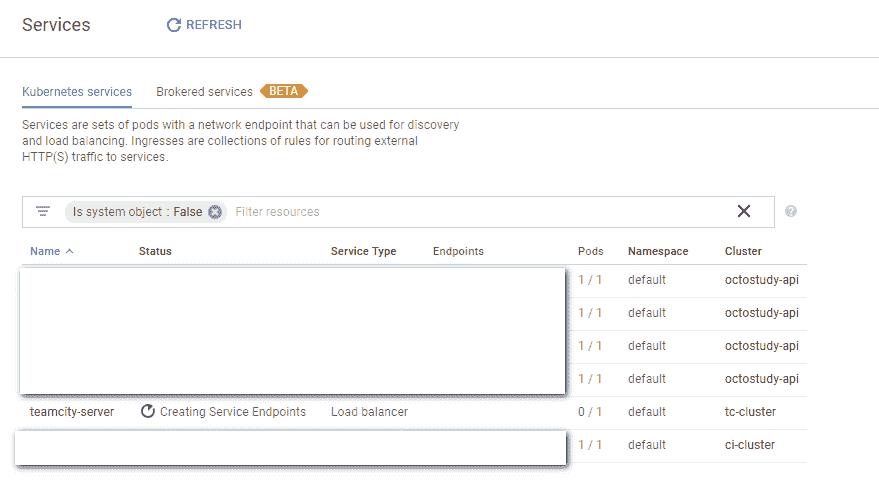 Services
REFRESH
Kubernetes services
Brokered services
BETA
Services are sets of pods with a network endpoint that can be used for discovery
and load balancing. Ingresses are collections of rules for routing external
HTTP(S) traffic to services.
Is system object : False
Filter resources
Name Status Service Type Endpoints Pods Namespace Cluster
1 / 1 default octostudy-api
1 / 1 default octostudy-api
1 / 1 default octostudy-api
1 / 1 default octostudy-api
teamcity-server Creating Service Endpoints Load balancer 0 / 1 default tc-cluster
1 / 1 default ci-cluster